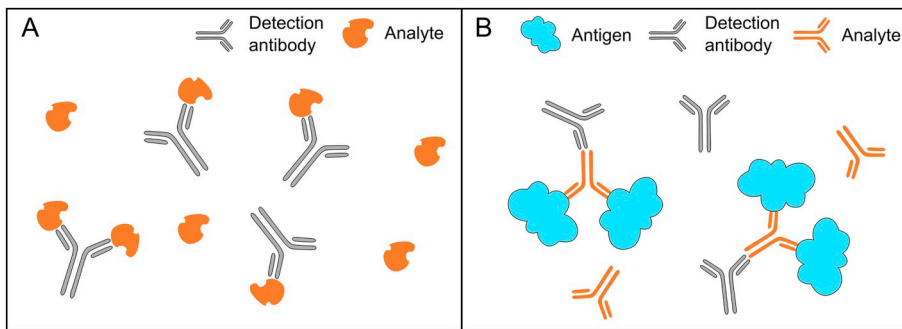 A
Detection
antibody
Analyte
B
Antigen
Detection
antibody
Analyte